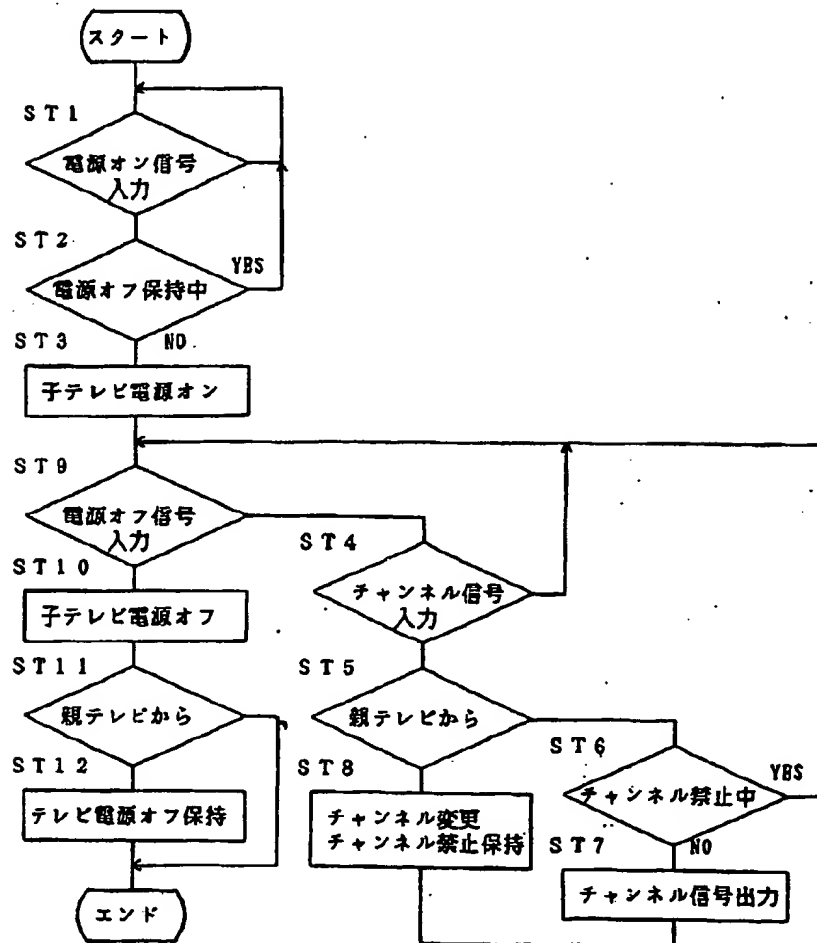 スタート
ST1
電源オン信号
入力
ST2
YBS
電源オフ保持中
ST3
NO
子テレビ電源オン
ST9
電源オフ信号
入力
ST4
チャンネル信号
入力
ST10
子テレビ電源オフ
ST11
親テレビから
ST5
親テレビから
ST6
YBS
チャンネル禁止中
ST12
テレビ電源オフ保持
ST8
チャンネル変更
チャンネル禁止保持
ST7
NO
チャンネル信号出力
エンド